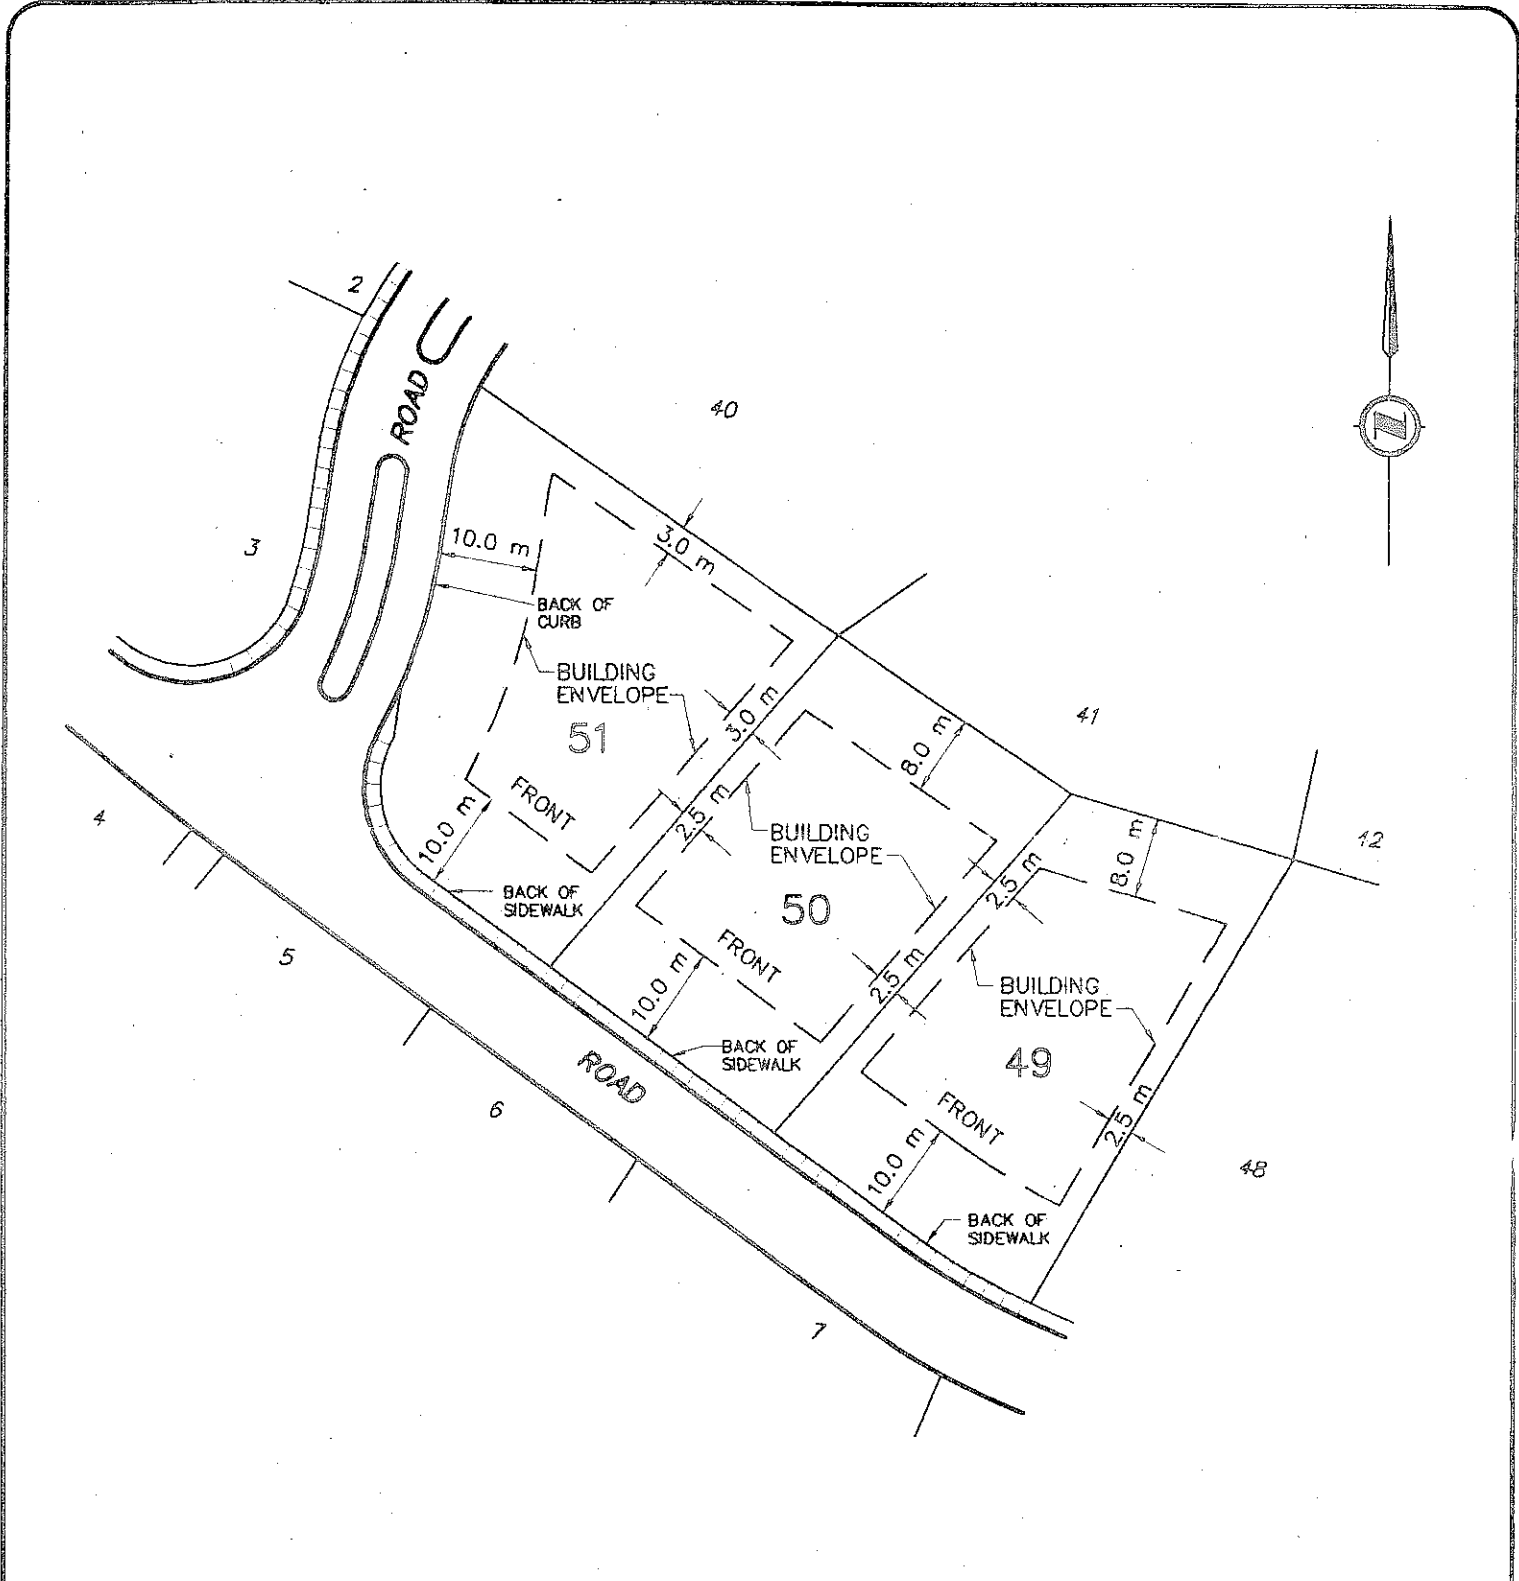 2
ROAD
40
3
10.0 m
3.0 m
BACK OF
CURB
BUILDING
ENVELOPE
51
3.0 m
41
8.0 m
FRONT
10.0 m
2.5 m
4
BUILDING
ENVELOPE
50
8.0 m
42
2.5 m
BACK OF
SIDEWALK
FRONT
10.0 m
2.5 m
5
BUILDING
ENVELOPE
49
BACK OF
SIDEWALK
ROAD
6
FRONT
10.0 m
2.5 m
48
BACK OF
SIDEWALK
7
N